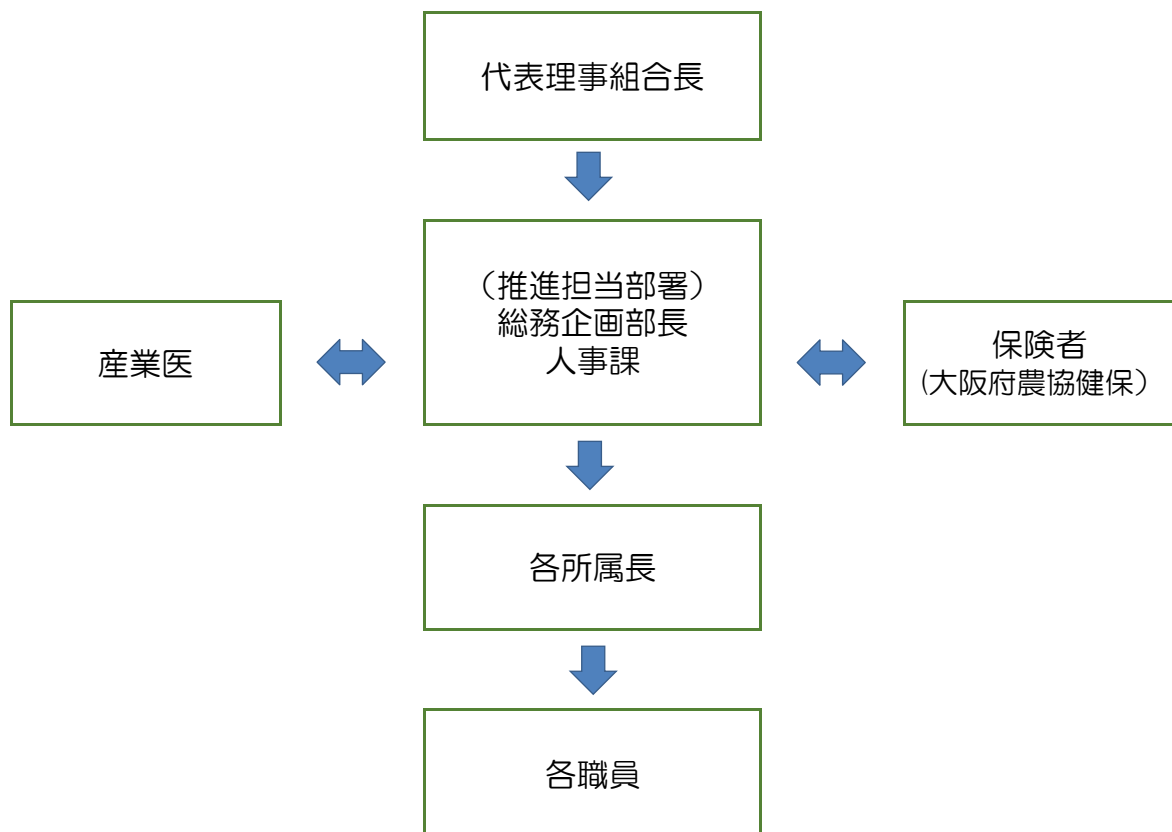 代表理事組合長
（推進担当部署）
総務企画部長
人事課
産業医
保険者
(大阪府農協健保）
各所属長
各職員